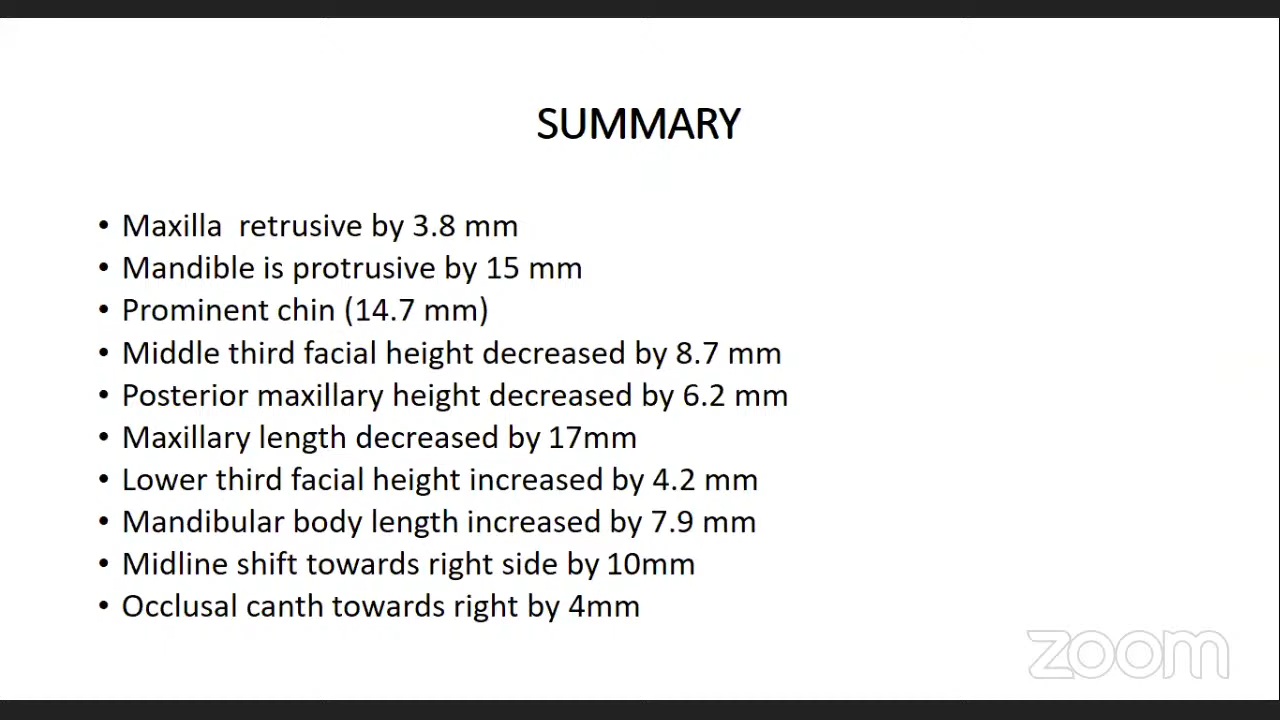 SUMMARY
• Maxilla  retrusive by 3.8 mm
• Mandible is protrusive by 15 mm
• Prominent chin (14.7 mm)
• Middle third facial height decreased by 8.7 mm
• Posterior maxillary height decreased by 6.2 mm
• Maxillary length decreased by 17mm
• Lower third facial height increased by 4.2 mm
• Mandibular body length increased by 7.9 mm
• Midline shift towards right side by 10mm
• Occlusal canth towards right by 4mm
zoom